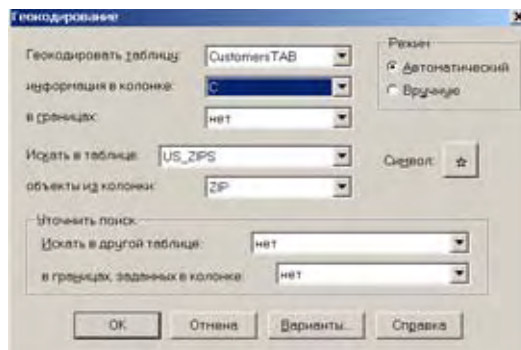 Геокодирование
Геокодировать таблицу: CustomersTAB
информация в колонке: C
в границах: нет
Режим
Автоматический
Вручную
Искать в таблице: US_ZIPS
объекты из колонки: ZIP
Символ:
Уточнить поиск
Искать в другой таблице: нет
в границах, заданных в колонке: нет
ОК Отмена Варианты... Справка